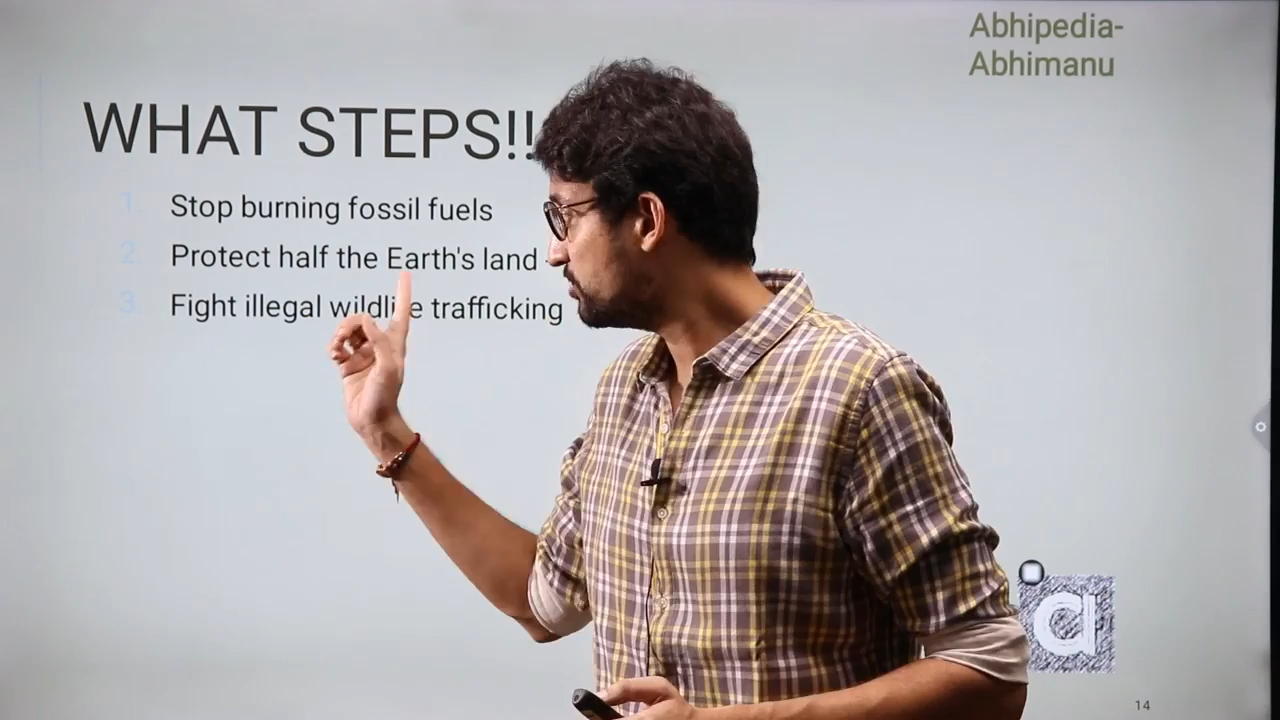 Abhipedia-
Abhimanu
WHAT STEPS!!
1. Stop burning fossil fuels
2. Protect half the Earth's land
3. Fight illegal wildlife trafficking
a
14